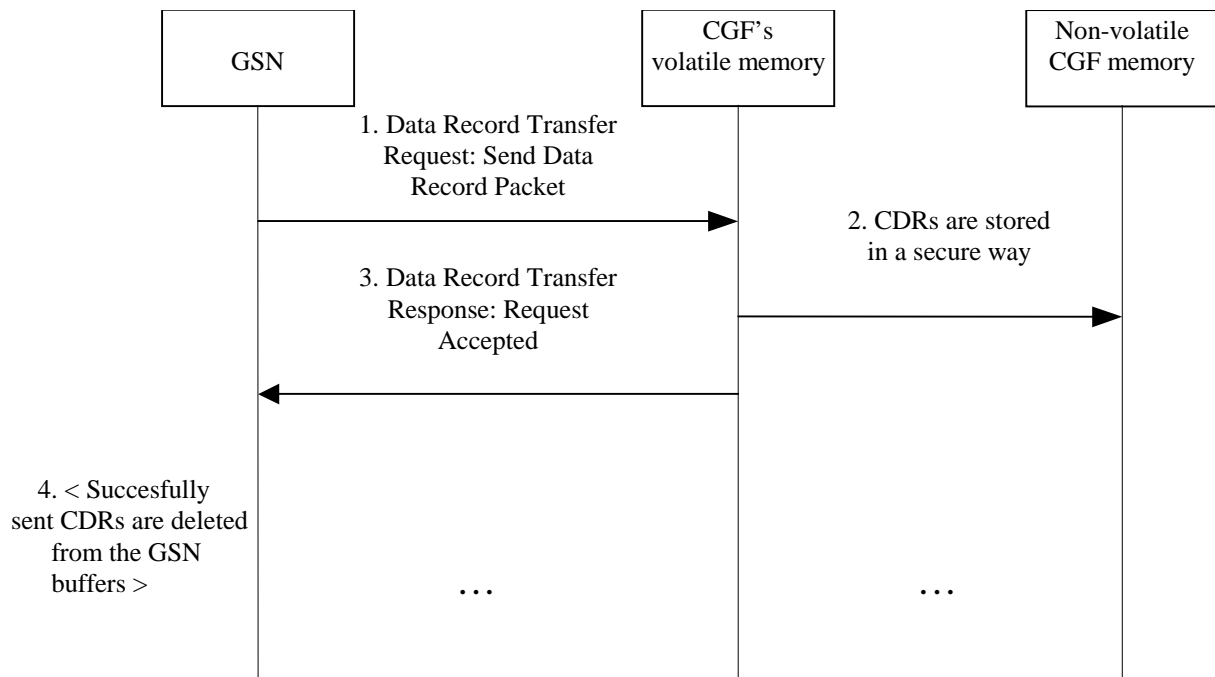 GSN
CGF's
volatile memory
Non-volatile
CGF memory
1. Data Record Transfer
Request: Send Data
Record Packet
2. CDRs are stored
in a secure way
3. Data Record Transfer
Response: Request
Accepted
4. < Succesfully
sent CDRs are deleted
from the GSN
buffers >
...
...